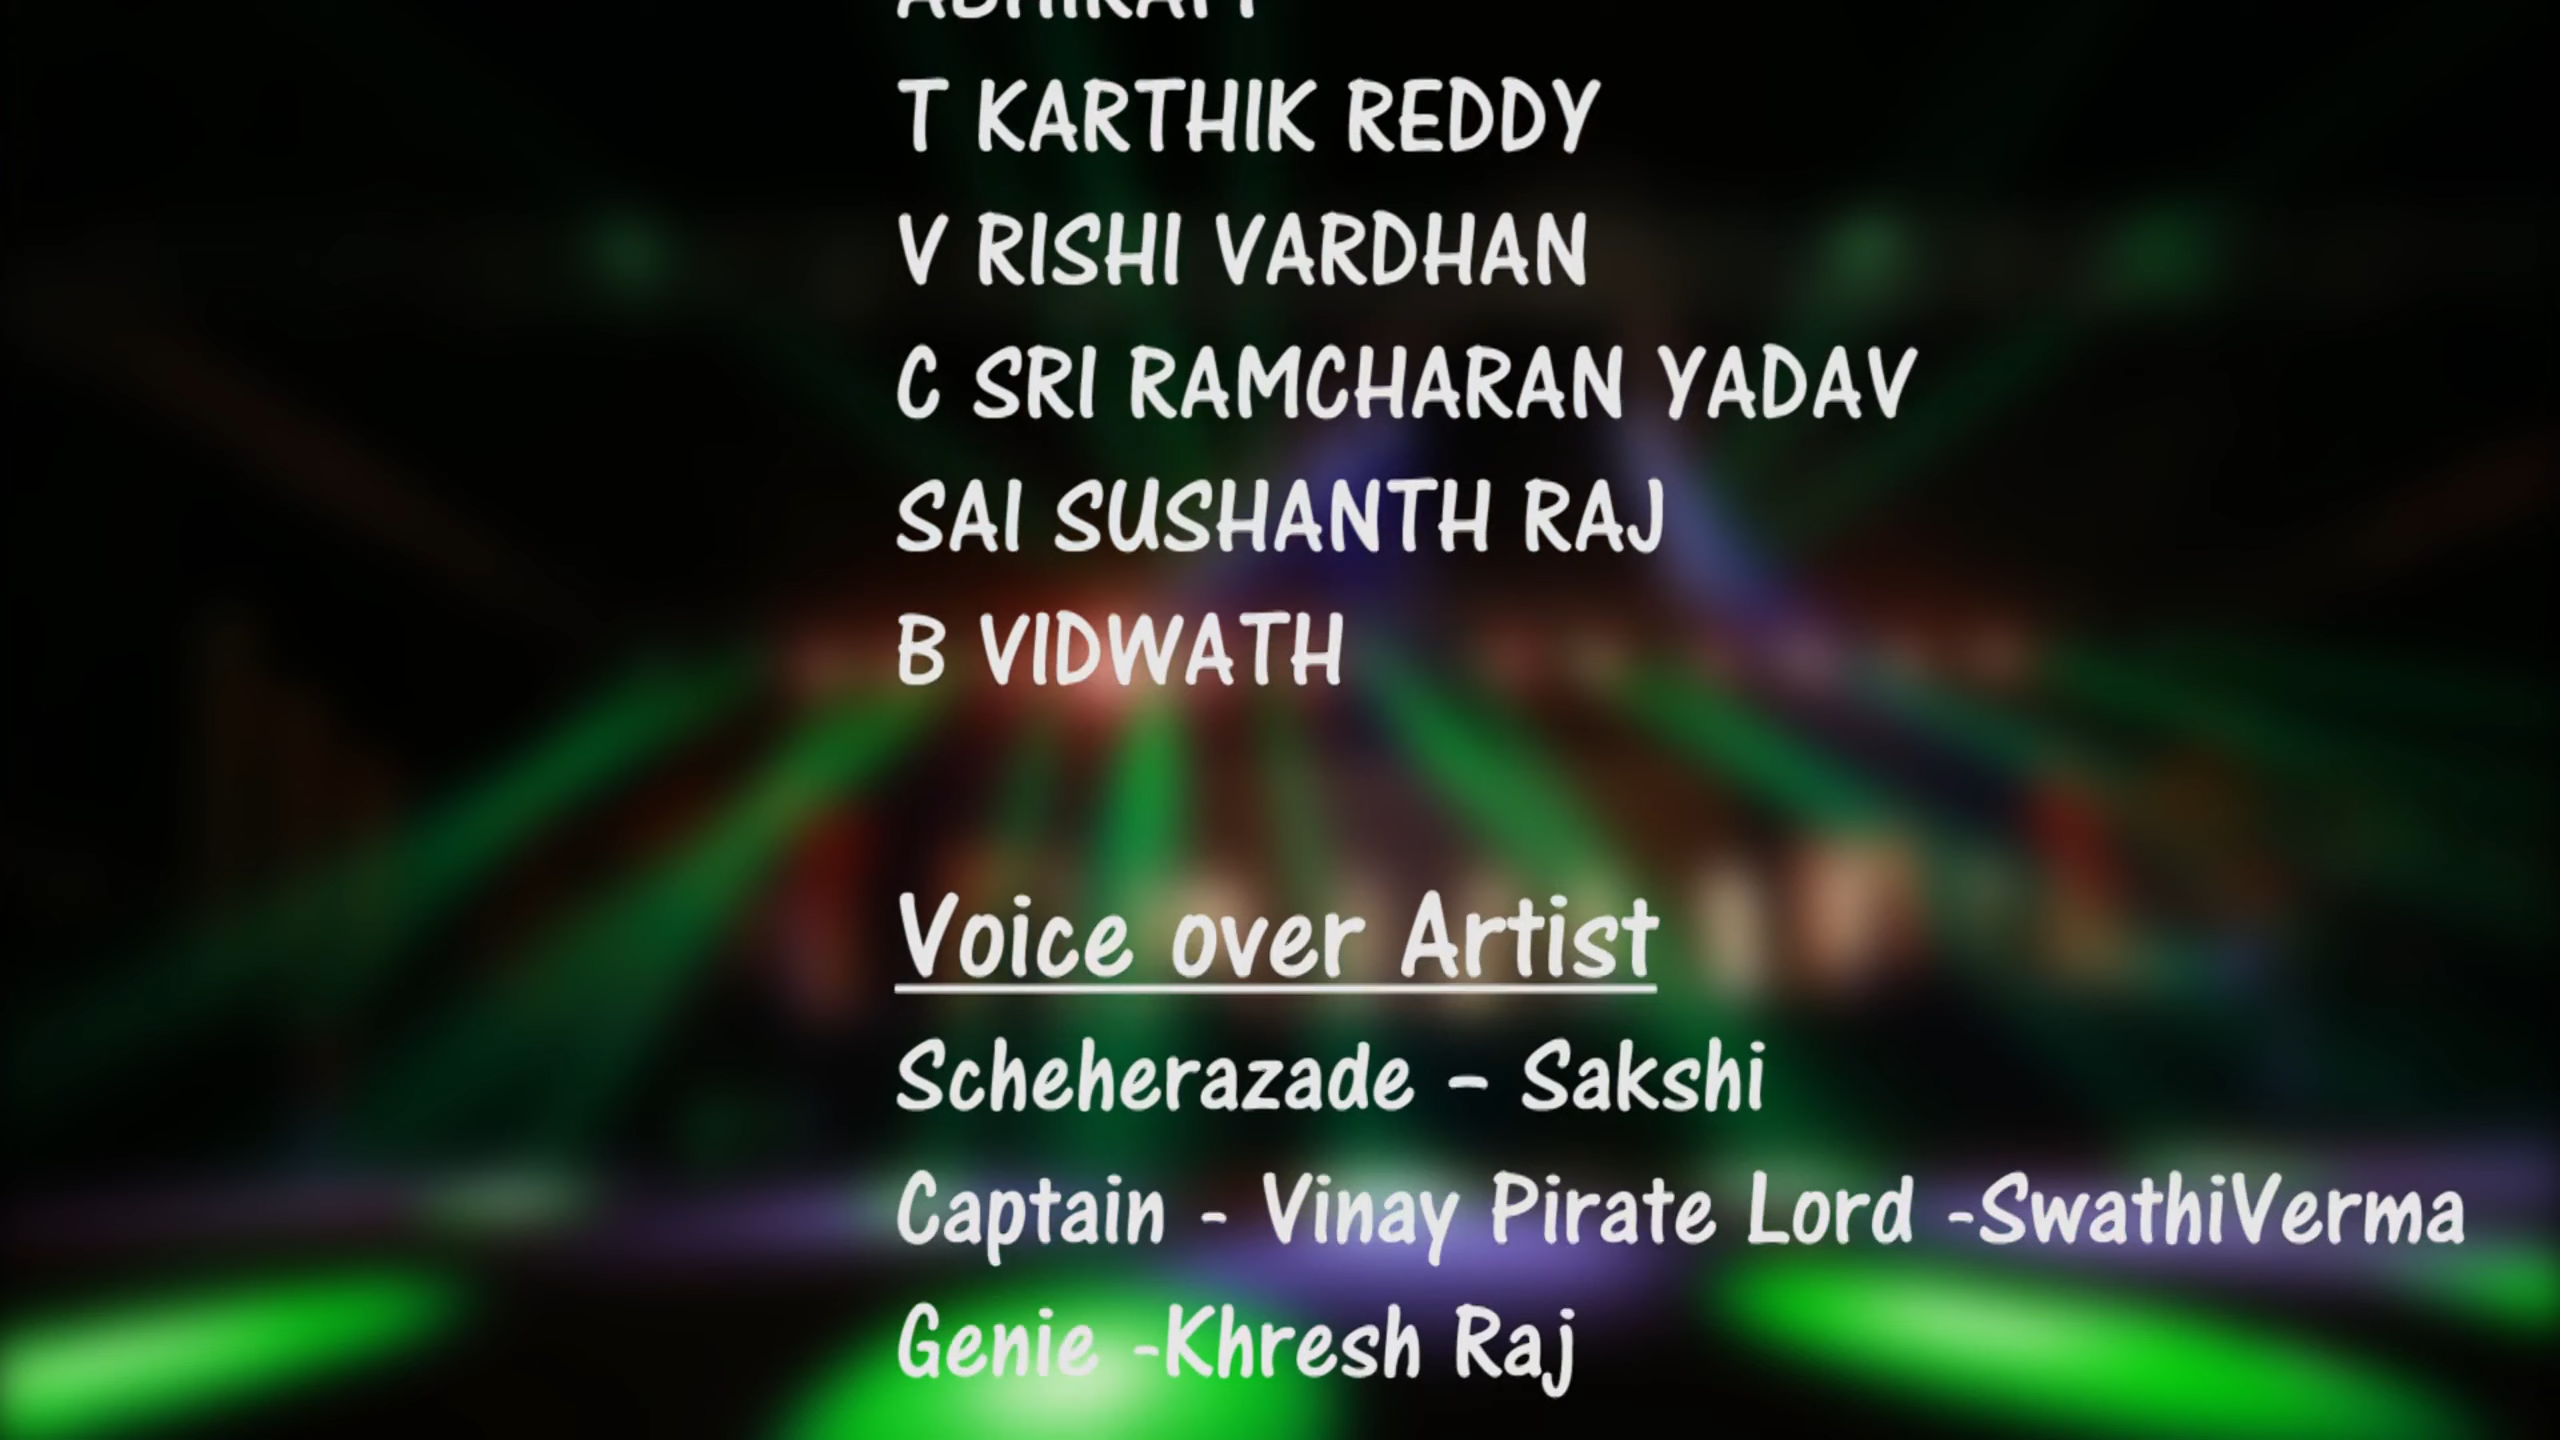 T KARTHIK REDDY
V RISHI VARDHAN
C SRI RAMCHARAN YADAV
SAI SUSHANTH RAJ
B VIDWATH
Voice over Artist
Scheherazade - Sakshi
Captain - Vinay Pirate Lord -SwathiVerma
Genie -Khresh Raj